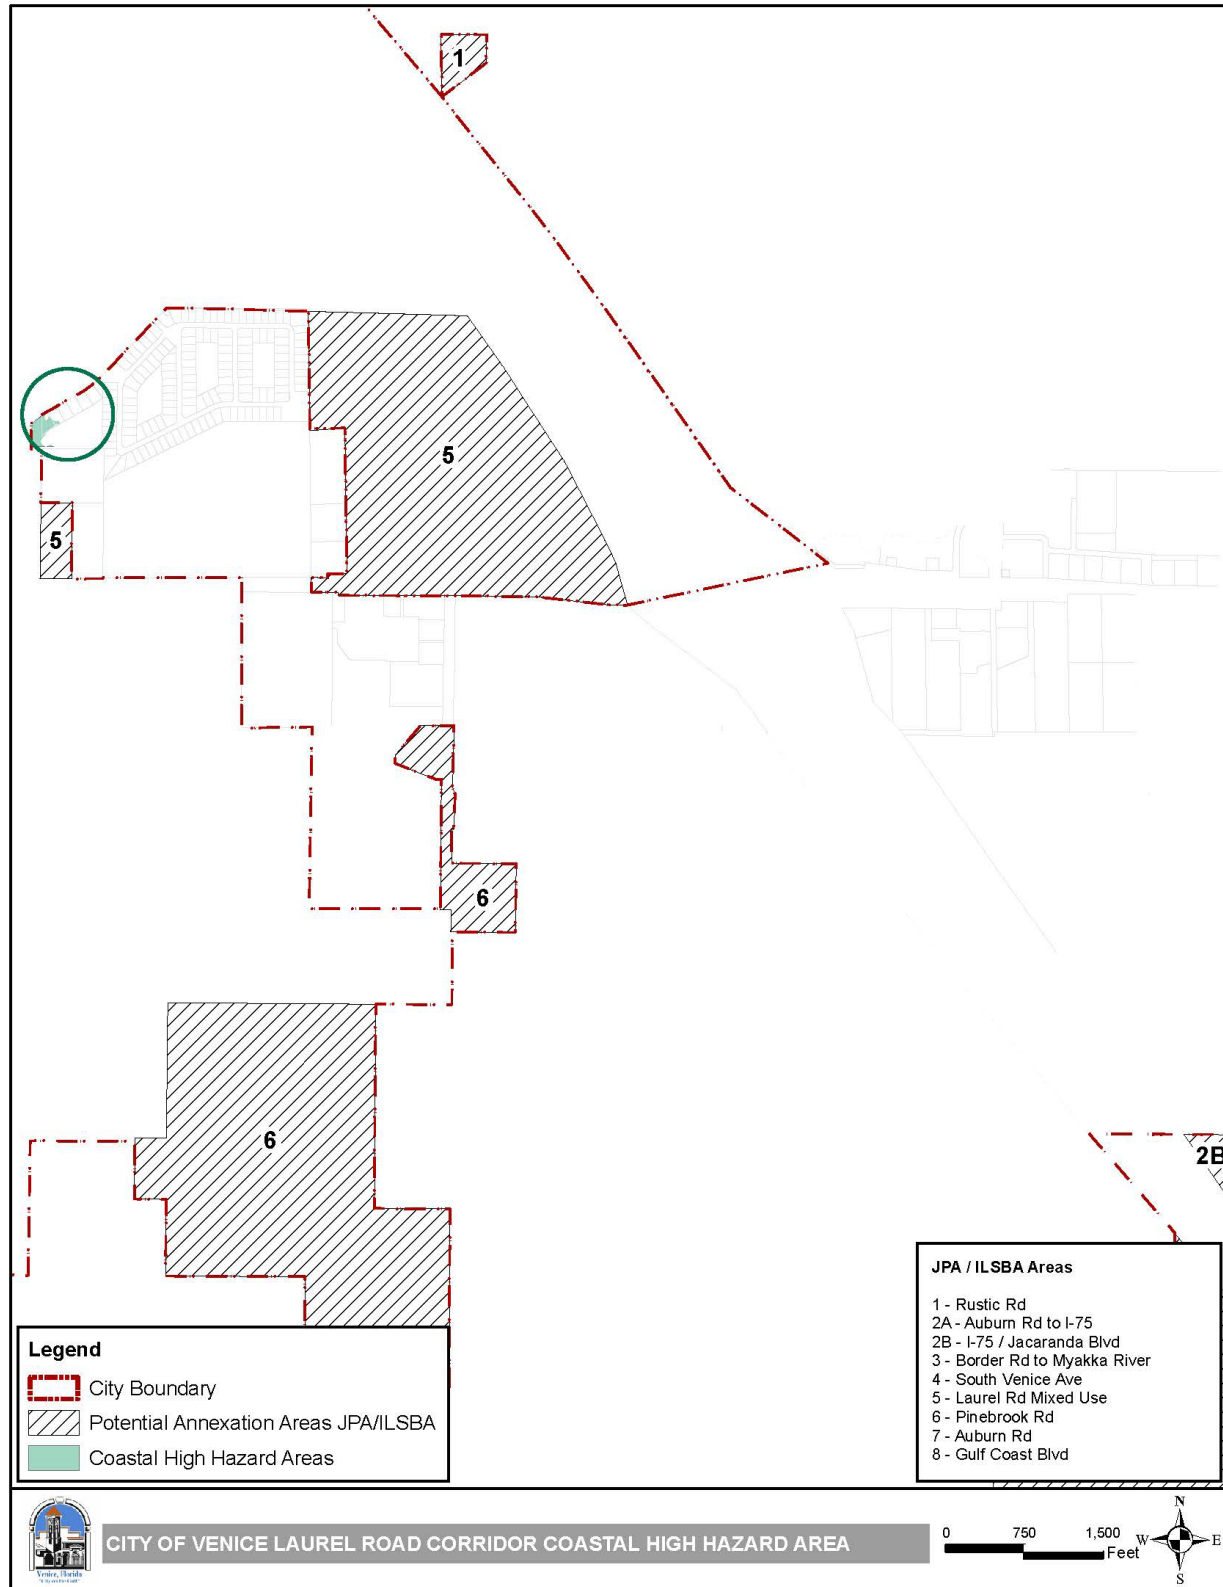 1
5
5
6
6
2B
JPA / ILSBA Areas
1 - Rustic Rd
2A - Auburn Rd to I-75
2B - I-75 / Jacaranda Blvd
3 - Border Rd to Myakka River
4 - South Venice Ave
5 - Laurel Rd Mixed Use
6 - Pinebrook Rd
7 - Auburn Rd
8 - Gulf Coast Blvd
Legend
City Boundary
Potential Annexation Areas JPA/ILSBA
Coastal High Hazard Areas
Venice, Florida
CITY OF VENICE LAUREL ROAD CORRIDOR COASTAL HIGH HAZARD AREA
0 750 1,500
Feet
N
W E
S